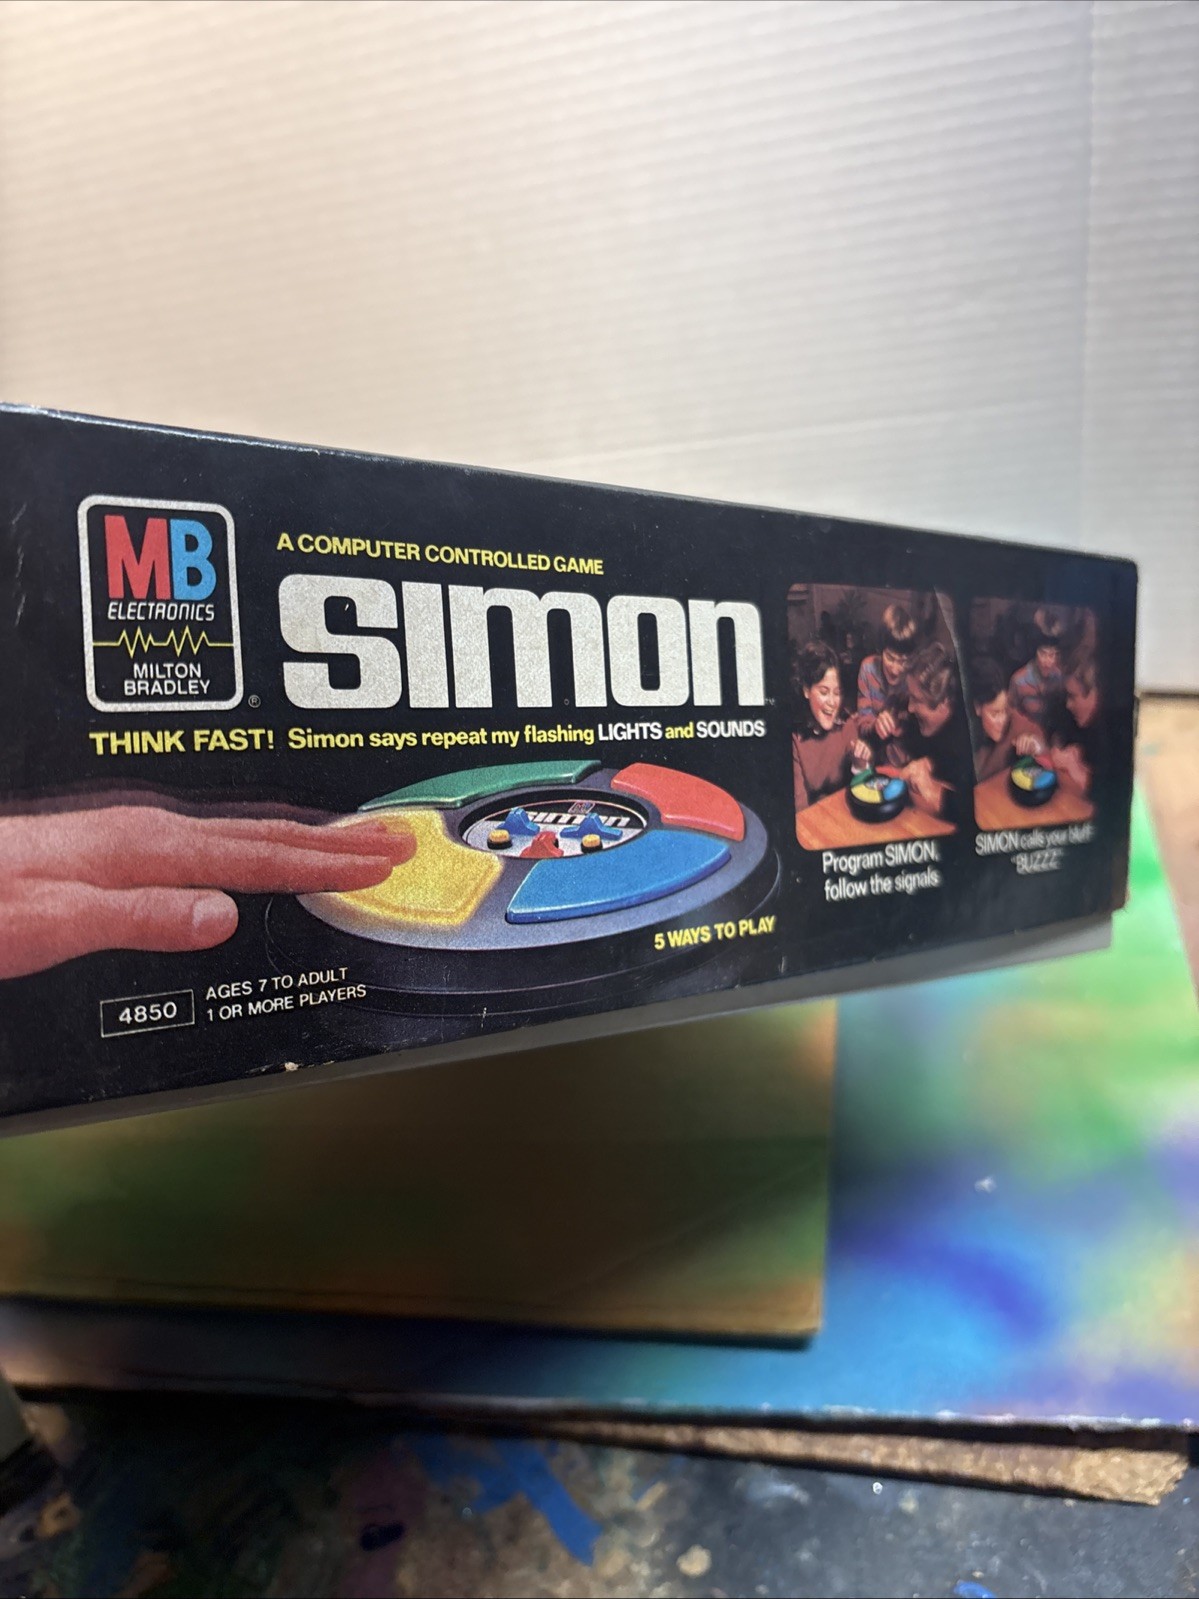 MB
ELECTRONICS
MILTON
BRADLEY
®
A COMPUTER CONTROLLED GAME
simon
THINK FAST! Simon says repeat my flashing LIGHTS and SOUNDS
simon
5 WAYS TO PLAY
4850
AGES 7 TO ADULT
1 OR MORE PLAYERS
Program SIMON,
follow the signals
SIMON calls your bluff
"BUZZZ"